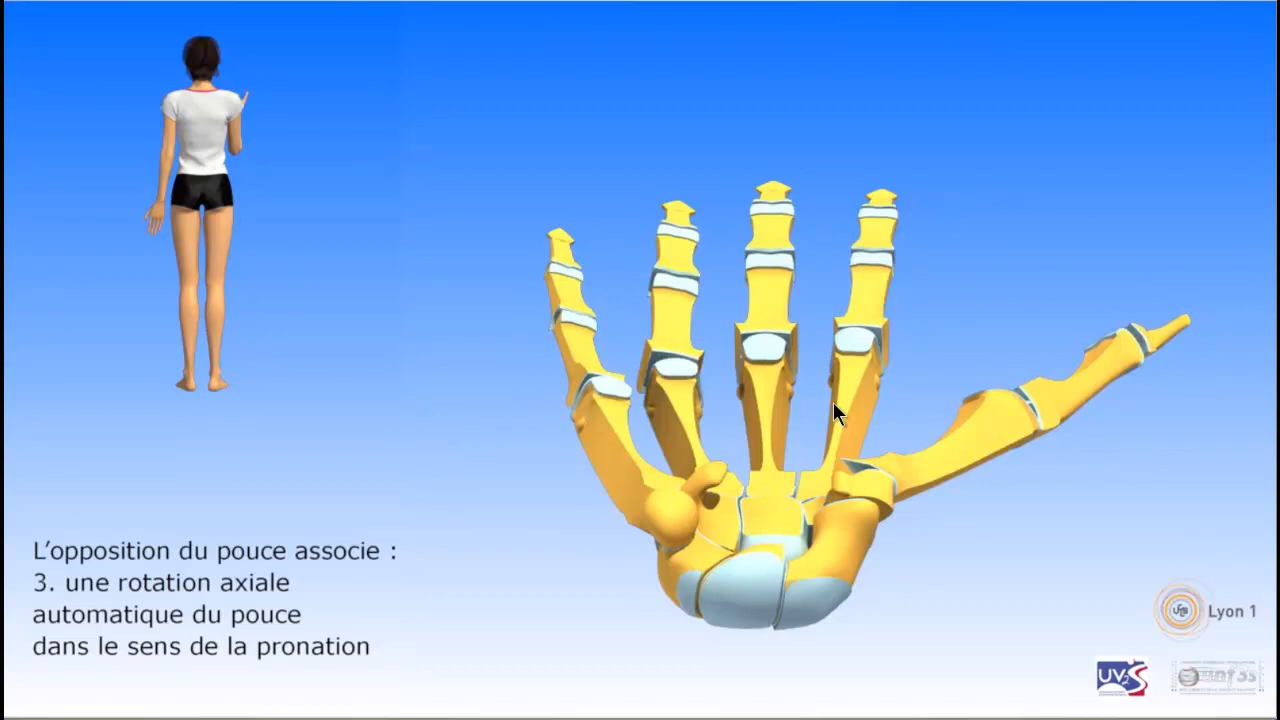 L'opposition du pouce associe :
3. une rotation axiale
automatique du pouce
dans le sens de la pronation
Lyon 1
UV2S
unf3s